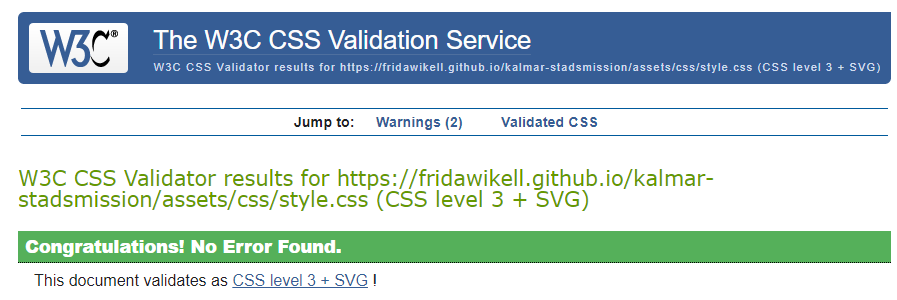 W3C®
The W3C CSS Validation Service
W3C CSS Validator results for https://fridawikell.github.io/kalmar-stadsmission/assets/css/style.css (CSS level 3 + SVG)
Jump to: Warnings (2) Validated CSS
W3C CSS Validator results for https://fridawikell.github.io/kalmar-
stadsmission/assets/css/style.css (CSS level 3 + SVG)
Congratulations! No Error Found.
This document validates as CSS level 3 + SVG !